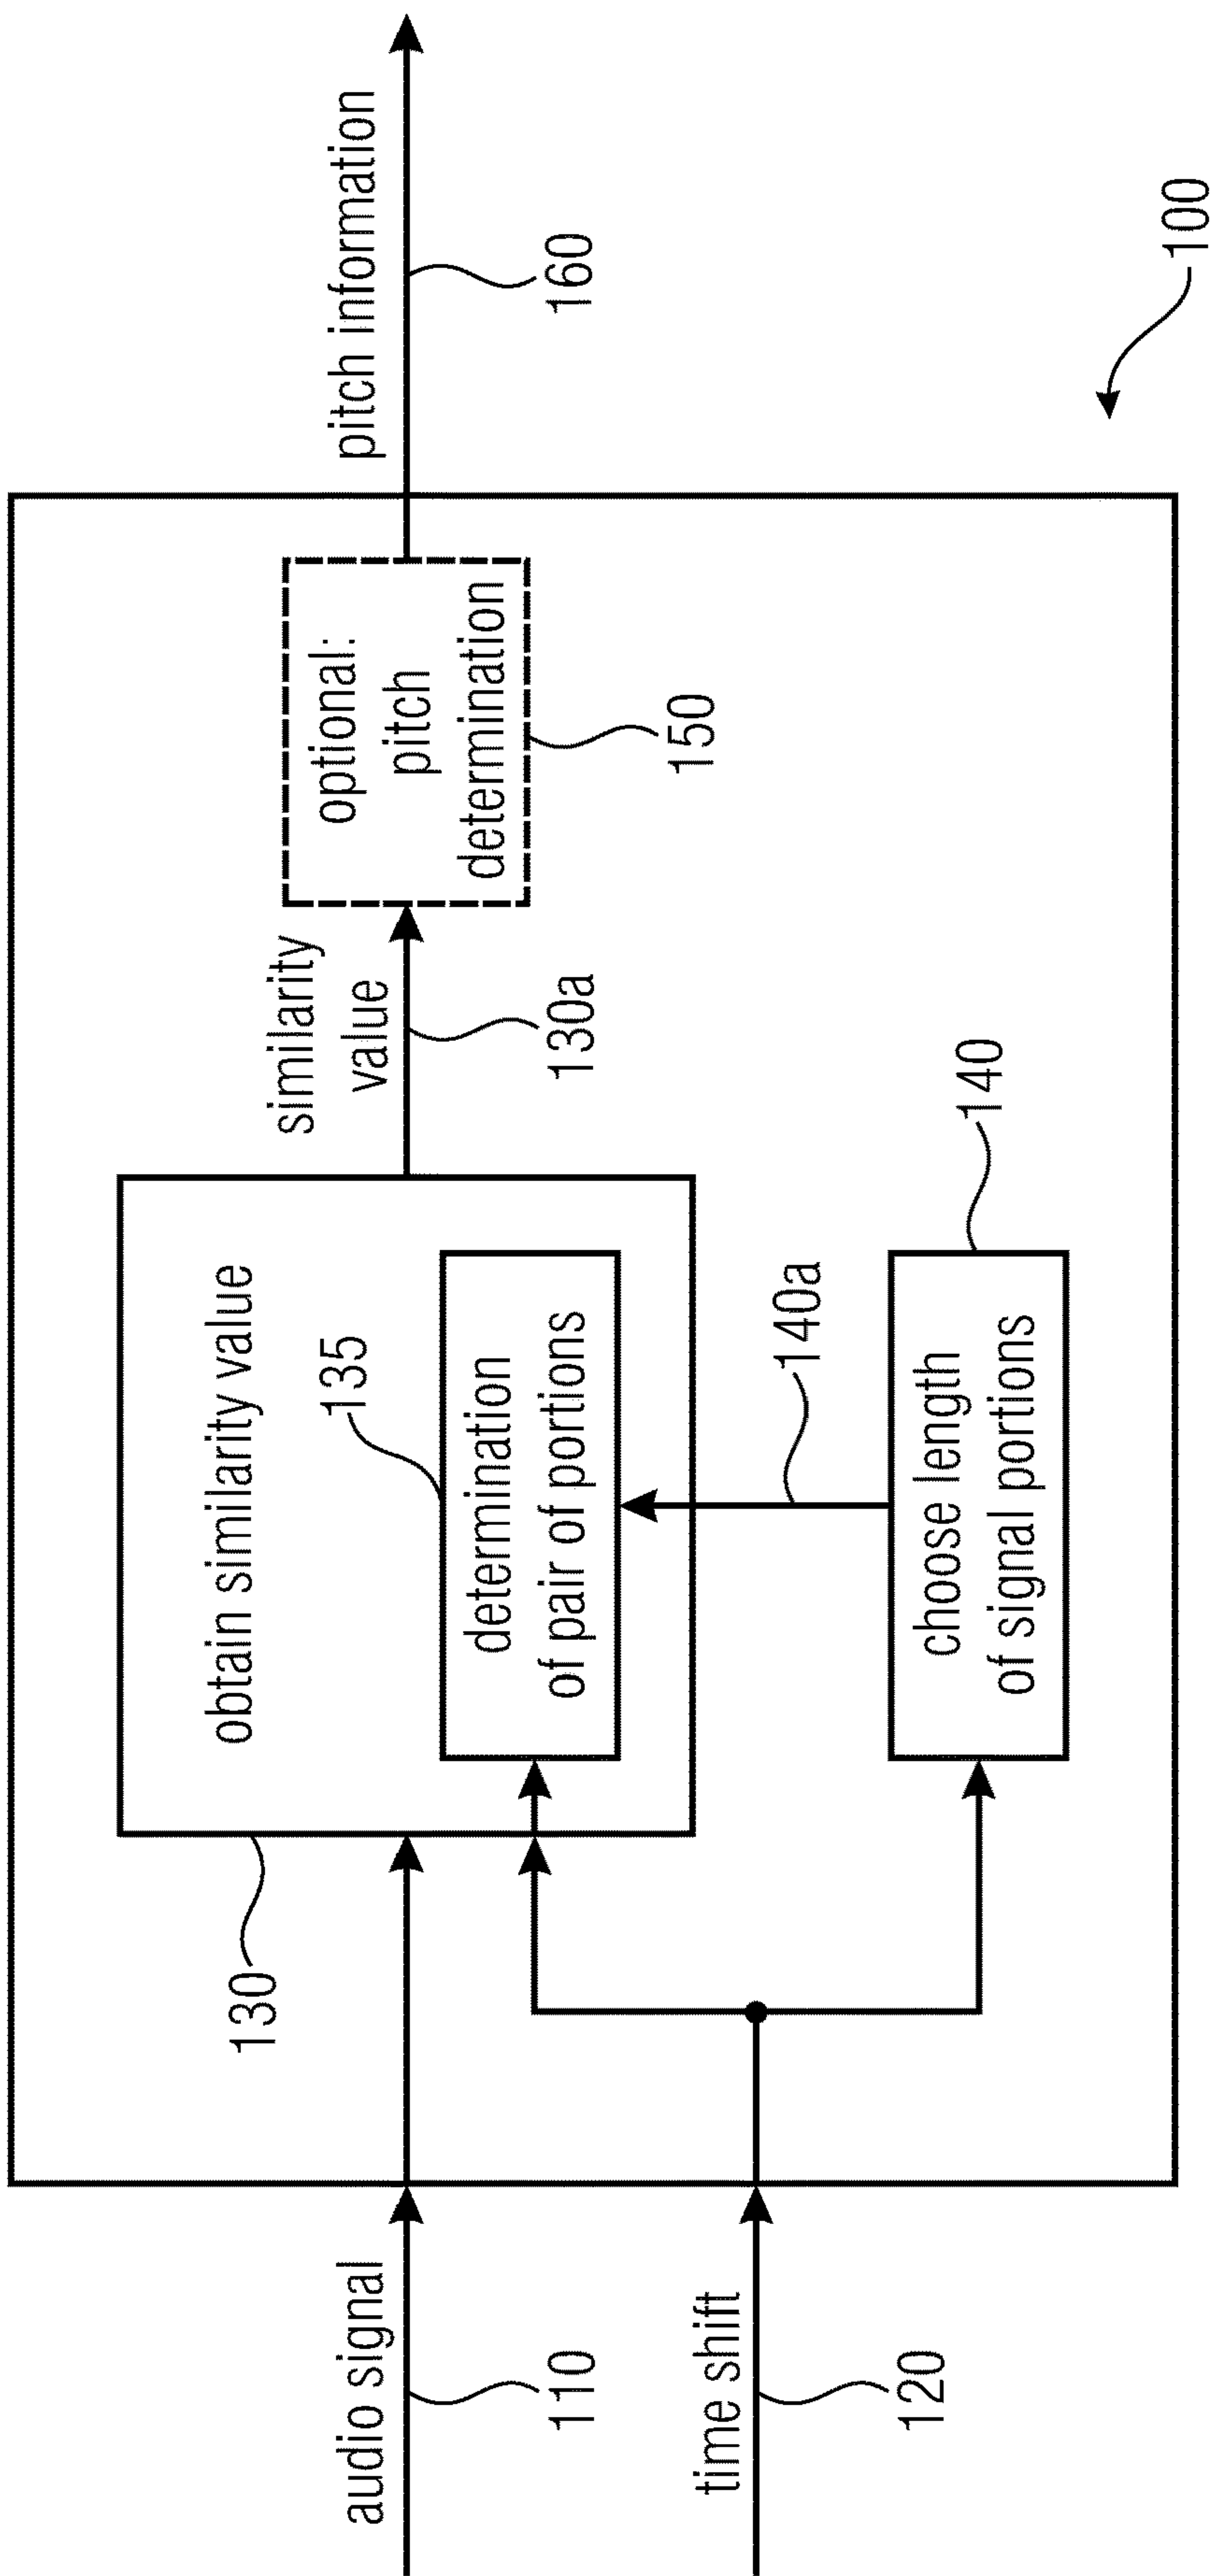 audio signal
110
time shift
120
130
obtain similarity value
135
determination
of pair of portions
140a
choose length
of signal portions
140
similarity
value
130a
optional:
pitch
determination
150
pitch information
160
100